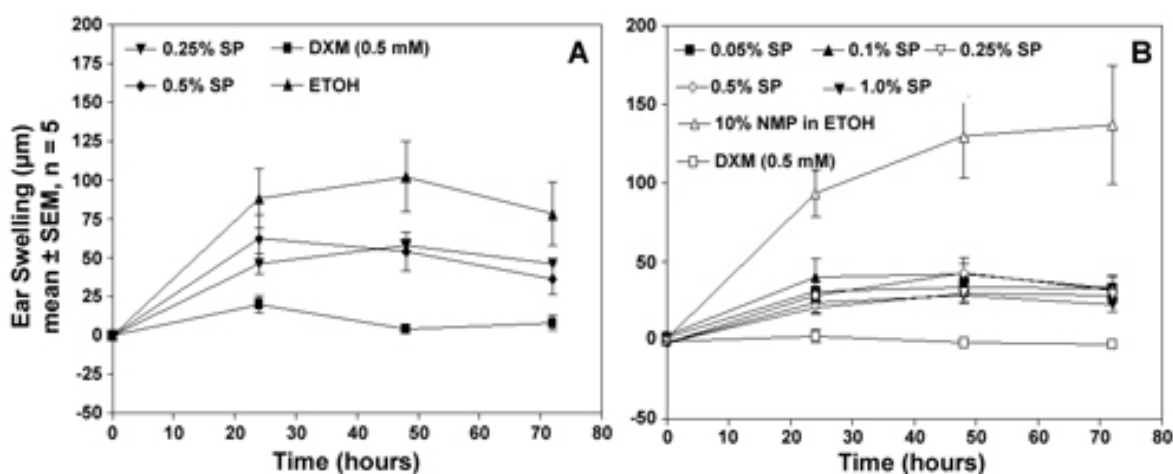 200
175
150
125
100
75
50
25
0
-25
-50
Ear Swelling (µm)
mean ± SEM, n = 5
0.25% SP
DXM (0.5 mM)
0.5% SP
ETOH
A
0 10 20 30 40 50 60 70 80
Time (hours)
200
150
100
50
0
-50
0.05% SP
0.1% SP
0.25% SP
0.5% SP
1.0% SP
10% NMP in ETOH
DXM (0.5 mM)
B
0 10 20 30 40 50 60 70 80
Time (hours)